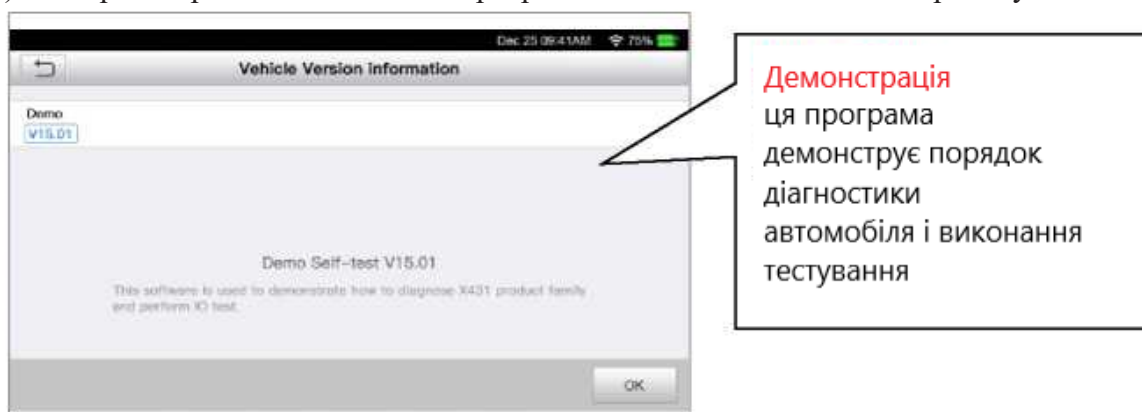 Dec 25 09:41AM 75%
Vehicle Version Information
Demo
V15.01
Demo Self-test V15.01
This software is used to demonstrate how to diagnose X431 product family
and perform IO test.
OK
Демонстрація
ця програма
демонструє порядок
діагностики
автомобіля і виконання
тестування